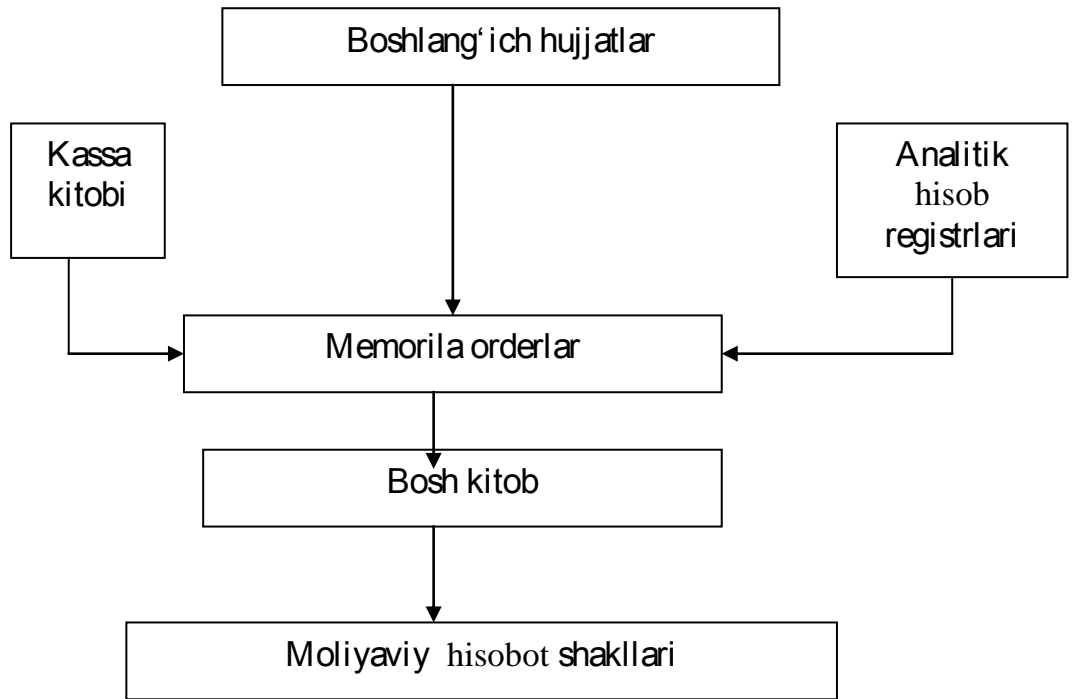 Boshlang‘ich hujjatlar
Kassa
kitobi
Analitik
hisob
registrlari
Memorila orderlar
Bosh kitob
Moliyaviy hisobot shakllari